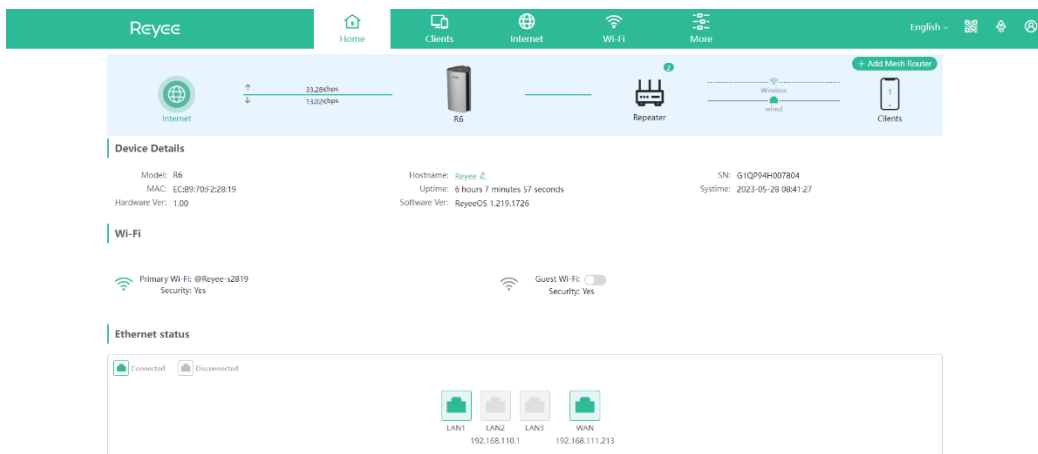 Reyee
Home
Clients
Internet
Wi-Fi
More
English
+ Add Mesh Router
2
33.28Kbps
13.02Kbps
Wireless
wired
1
Internet
R6
Repeater
Clients
Device Details
Model: R6
Hostname: Reyee
SN: G1QP94H007804
MAC: EC:B9:70:F2:28:19
Uptime: 6 hours 7 minutes 57 seconds
Systime: 2023-05-28 08:41:27
Hardware Ver: 1.00
Software Ver: ReyeeOS 1.219.1726
Wi-Fi
Primary Wi-Fi: @Reyee-s2819
Security: Yes
Guest Wi-Fi:
Security: Yes
Ethernet status
Connected Disconnected
LAN1 LAN2 LAN3 WAN
192.168.110.1 192.168.111.213